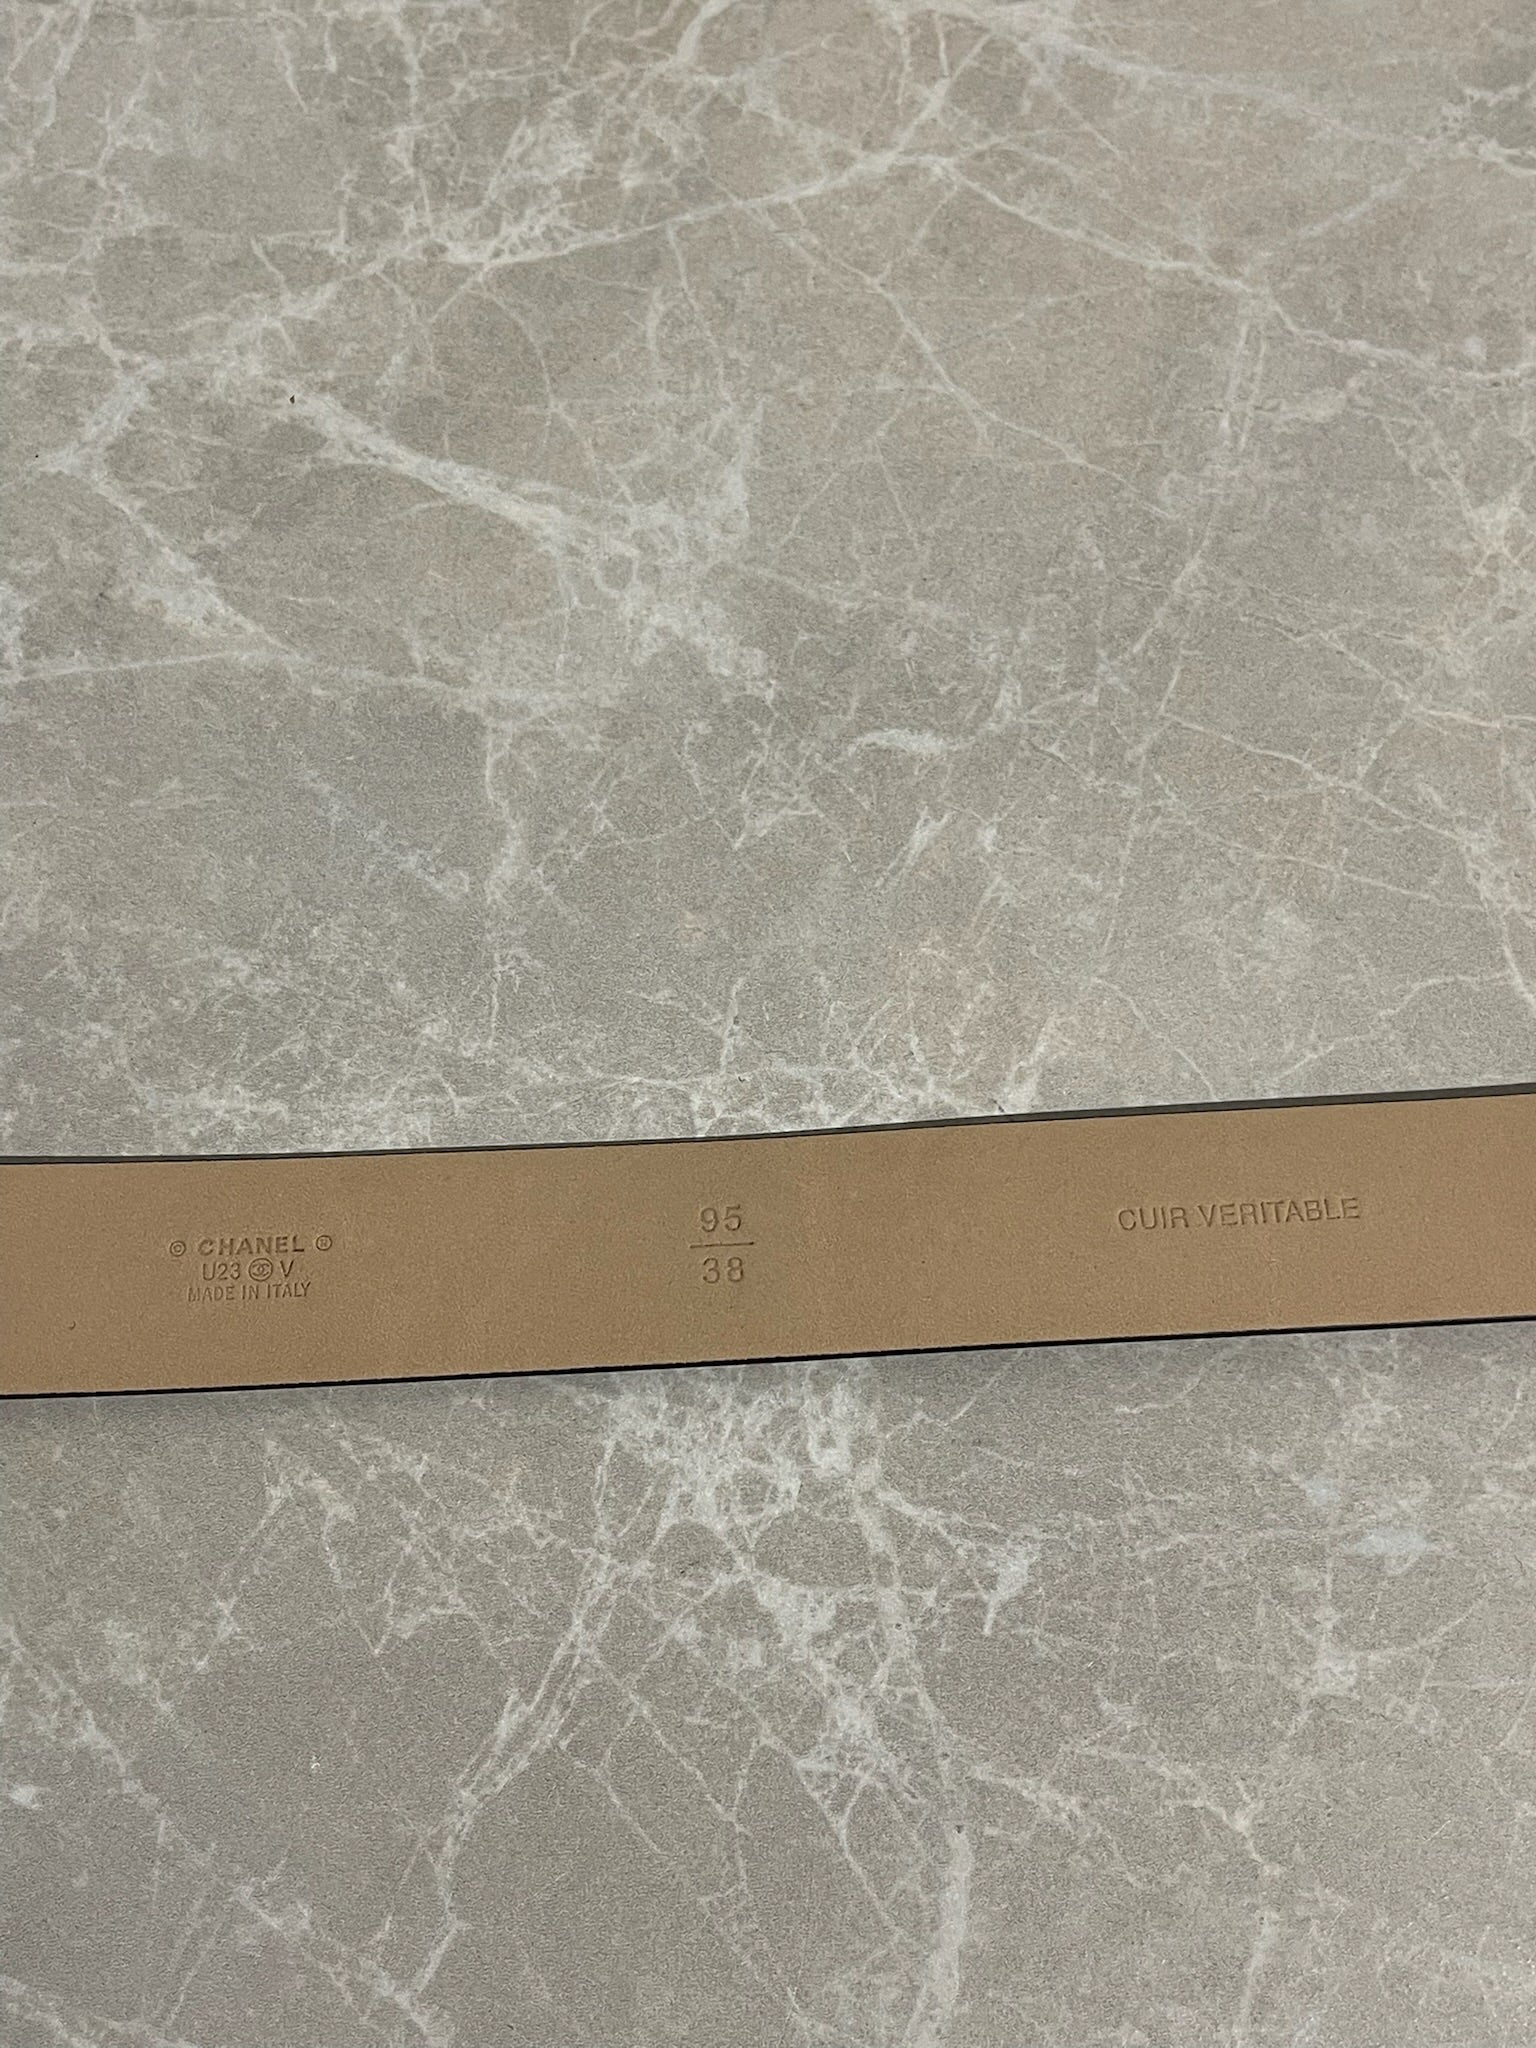 © CHANEL ®
U23 V
MADE IN ITALY
95
38
CUIR VERITABLE